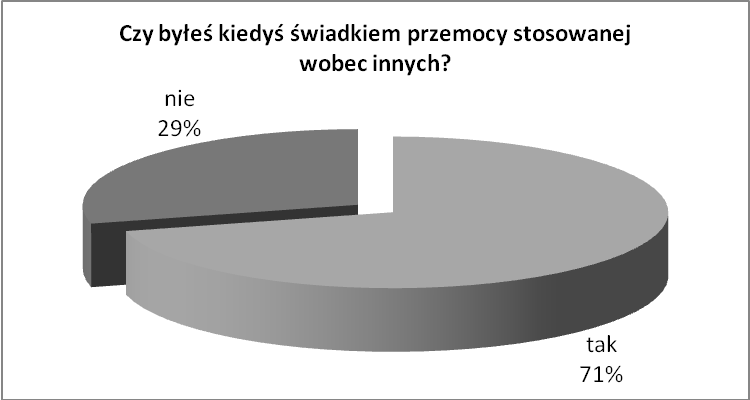 Czy byłeś kiedyś świadkiem przemocy stosowanej
wobec innych?
nie
29%
tak
71%